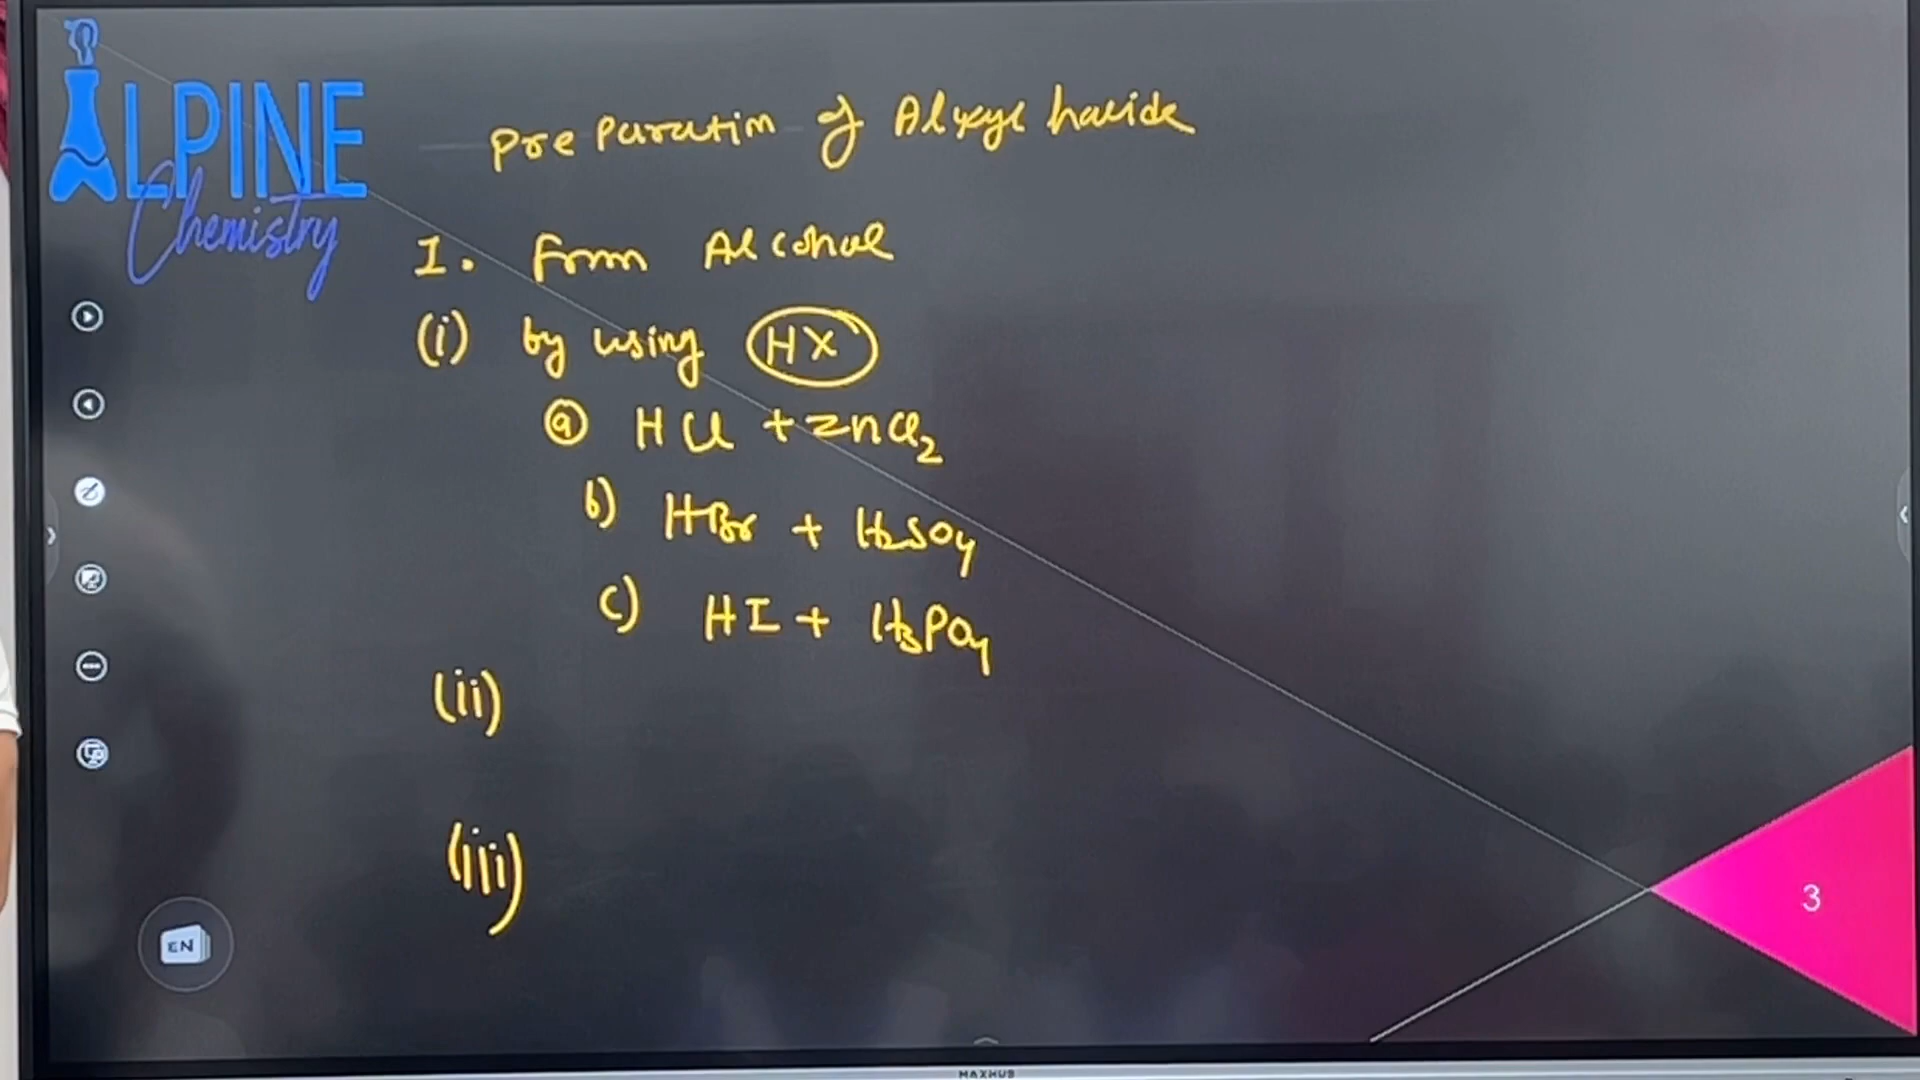 ALPINE
Chemistry
Preparation of Alkyl halide
I. From Alcohol
(i) by using HX
(a) HCl + ZnCl₂
b) HBr + H₂SO₄
c) HI + H₃PO₄
(ii)
(iii)
3
EN
MAXHUB